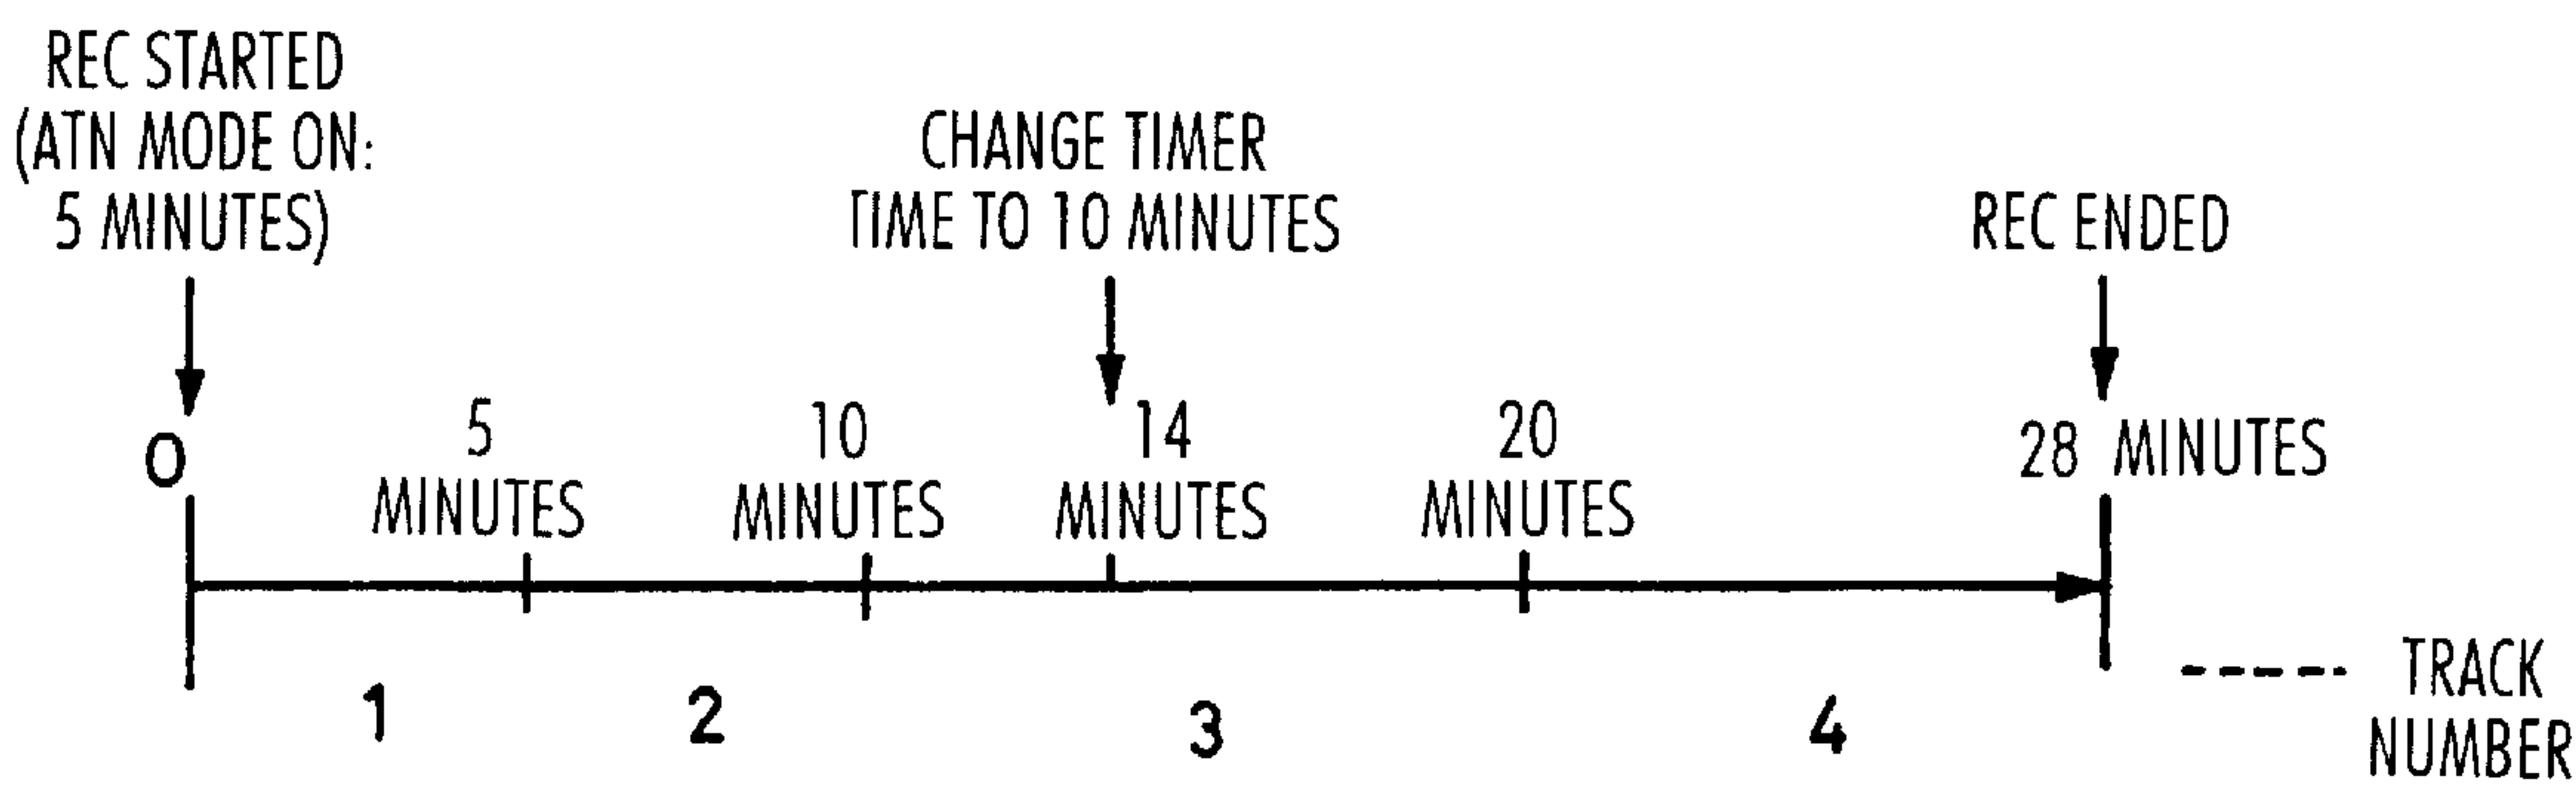 REC STARTED
(ATN MODE ON:
5 MINUTES)
CHANGE TIMER
TIME TO 10 MINUTES
REC ENDED
0
5
MINUTES
10
MINUTES
14
MINUTES
20
MINUTES
28 MINUTES
1
2
3
4
----- TRACK
NUMBER